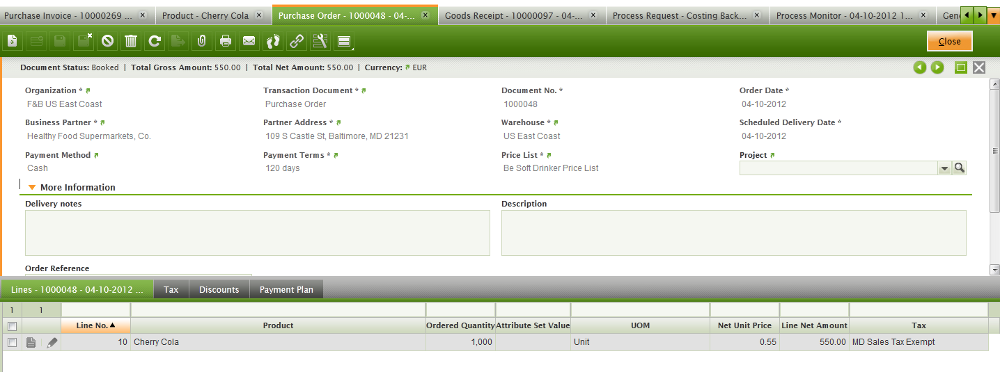 Purchase Invoice - 10000269 ... Product - Cherry Cola Purchase Order - 1000048 - 04-... Goods Receipt - 10000097 - 04-... Process Request - Costing Back... Process Monitor - 04-10-2012 1... Gen
Close
Document Status: Booked | Total Gross Amount: 550.00 | Total Net Amount: 550.00 | Currency: EUR
Organization * Transaction Document * Document No. * Order Date *
F&B US East Coast Purchase Order 1000048 04-10-2012
Business Partner * Partner Address * Warehouse * Scheduled Delivery Date *
Healthy Food Supermarkets, Co. 109 S Castle St, Baltimore, MD 21231 US East Coast 04-10-2012
Payment Method Payment Terms * Price List * Project
Cash 120 days Be Soft Drinker Price List
More Information
Delivery notes Description
Order Reference
Lines - 1000048 - 04-10-2012 ... Tax Discounts Payment Plan
1 1
Line No. Product Ordered Quantity Attribute Set Value UOM Net Unit Price Line Net Amount Tax
10 Cherry Cola 1,000 Unit 0.55 550.00 MD Sales Tax Exempt